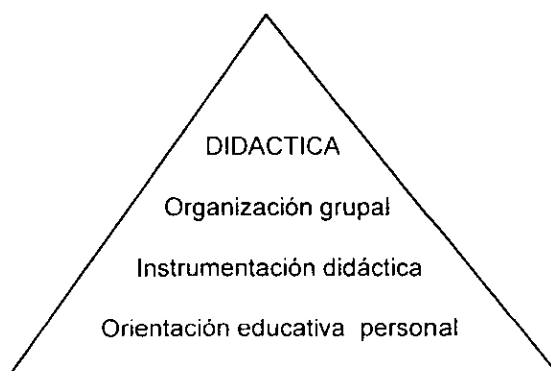 DIDACTICA
Organización grupal
Instrumentación didáctica
Orientación educativa personal